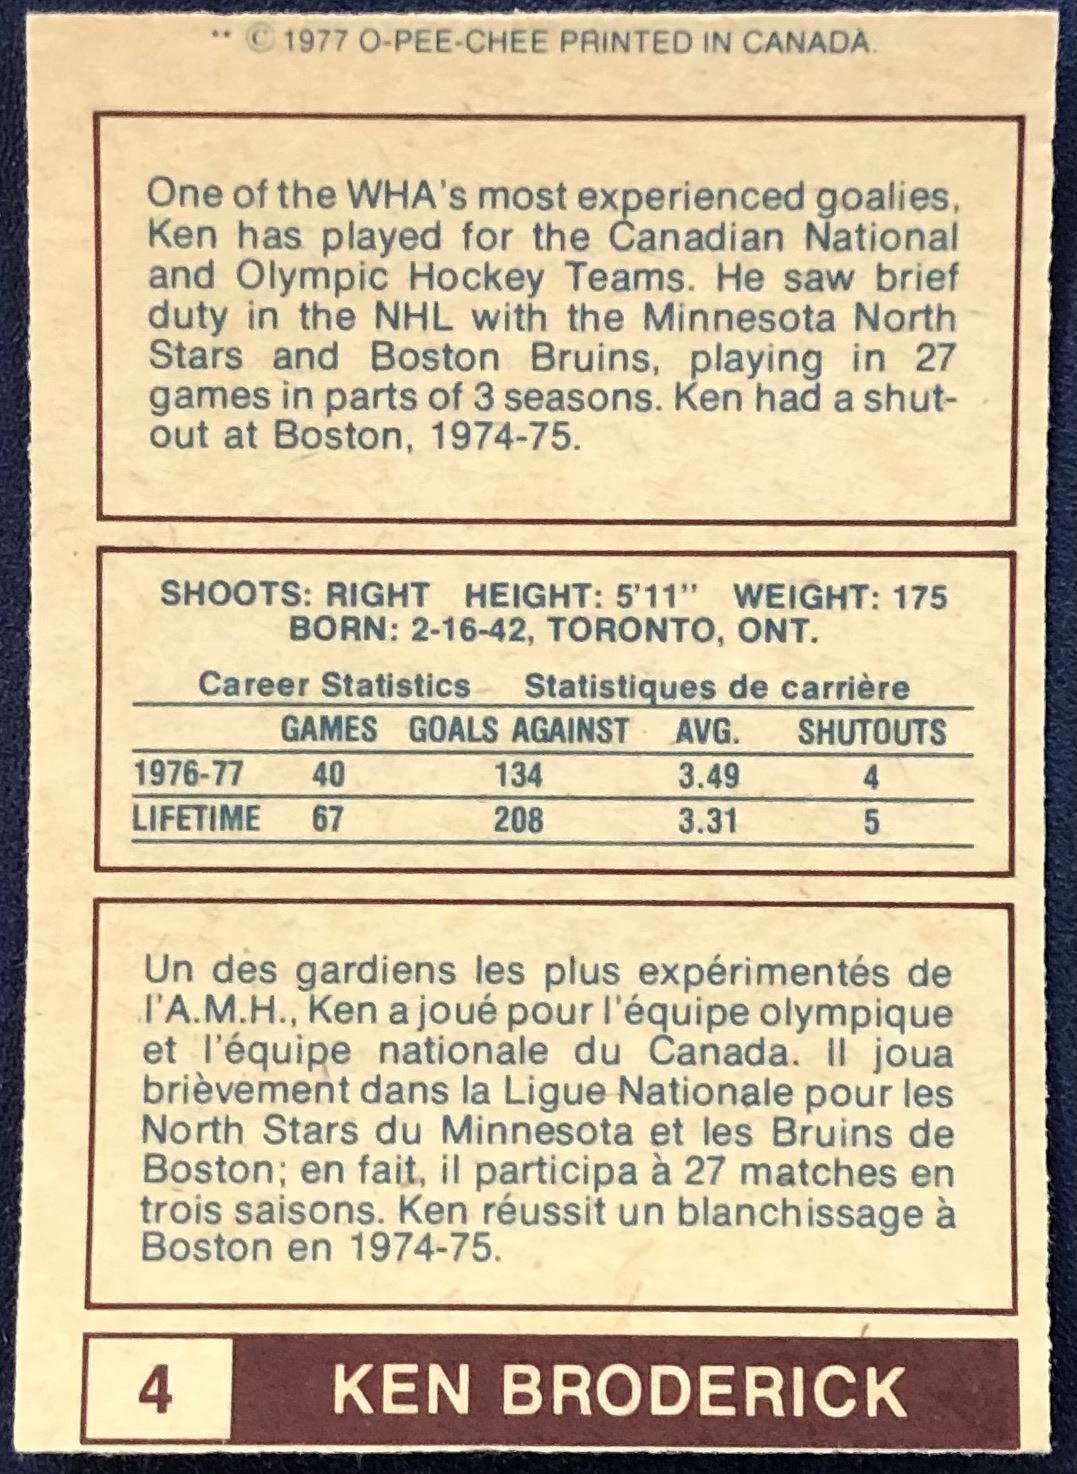 ** © 1977 O-PEE-CHEE PRINTED IN CANADA.
One of the WHA's most experienced goalies,
Ken has played for the Canadian National
and Olympic Hockey Teams. He saw brief
duty in the NHL with the Minnesota North
Stars and Boston Bruins, playing in 27
games in parts of 3 seasons. Ken had a shut-
out at Boston, 1974-75.
SHOOTS: RIGHT HEIGHT: 5'11" WEIGHT: 175
BORN: 2-16-42, TORONTO, ONT.
Career Statistics Statistiques de carrière
GAMES GOALS AGAINST AVG. SHUTOUTS
1976-77 40 134 3.49 4
LIFETIME 67 208 3.31 5
Un des gardiens les plus expérimentés de
l'A.M.H., Ken a joué pour l'équipe olympique
et l'équipe nationale du Canada. Il joua
brièvement dans la Ligue Nationale pour les
North Stars du Minnesota et les Bruins de
Boston; en fait, il participa à 27 matches en
trois saisons. Ken réussit un blanchissage à
Boston en 1974-75.
4 KEN BRODERICK